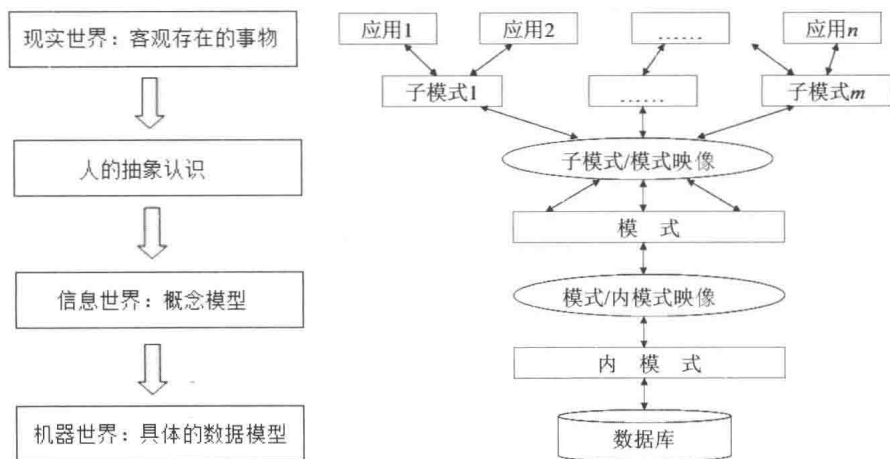 现实世界：客观存在的事物
人的抽象认识
信息世界：概念模型
机器世界：具体的数据模型
应用1
应用2
……
应用n
子模式1
……
子模式m
子模式/模式映像
模 式
模式/内模式映像
内 模 式
数据库